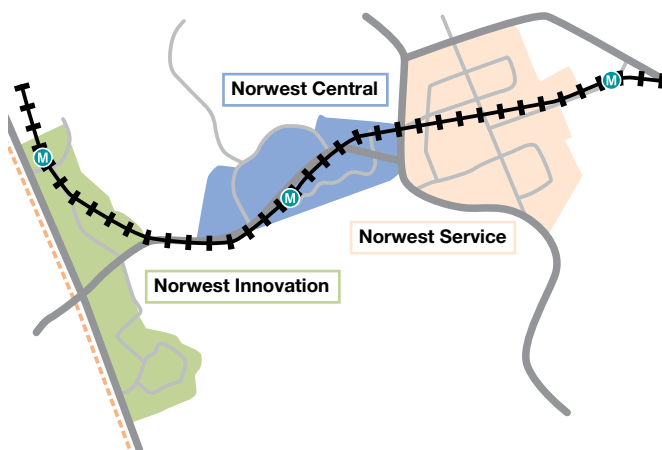 Norwest Central
M
M
M
Norwest Service
Norwest Innovation